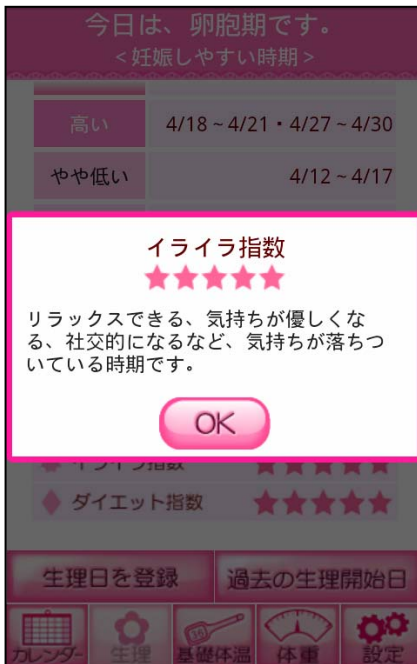 今日は、卵胞期です。
<妊娠しやすい時期>
高い 4/18~4/21・4/27~4/30
やや低い 4/12~4/17
イライラ指数
★★★★★
リラックスできる、気持ちが優しくな
る、社交的になるなど、気持ちが落ちつ
いている時期です。
OK
イライラ指数 ★★★★★
ダイエット指数 ★★★★★
生理日を登録 過去の生理開始日
カレンダー 生理 基礎体温 体重 設定